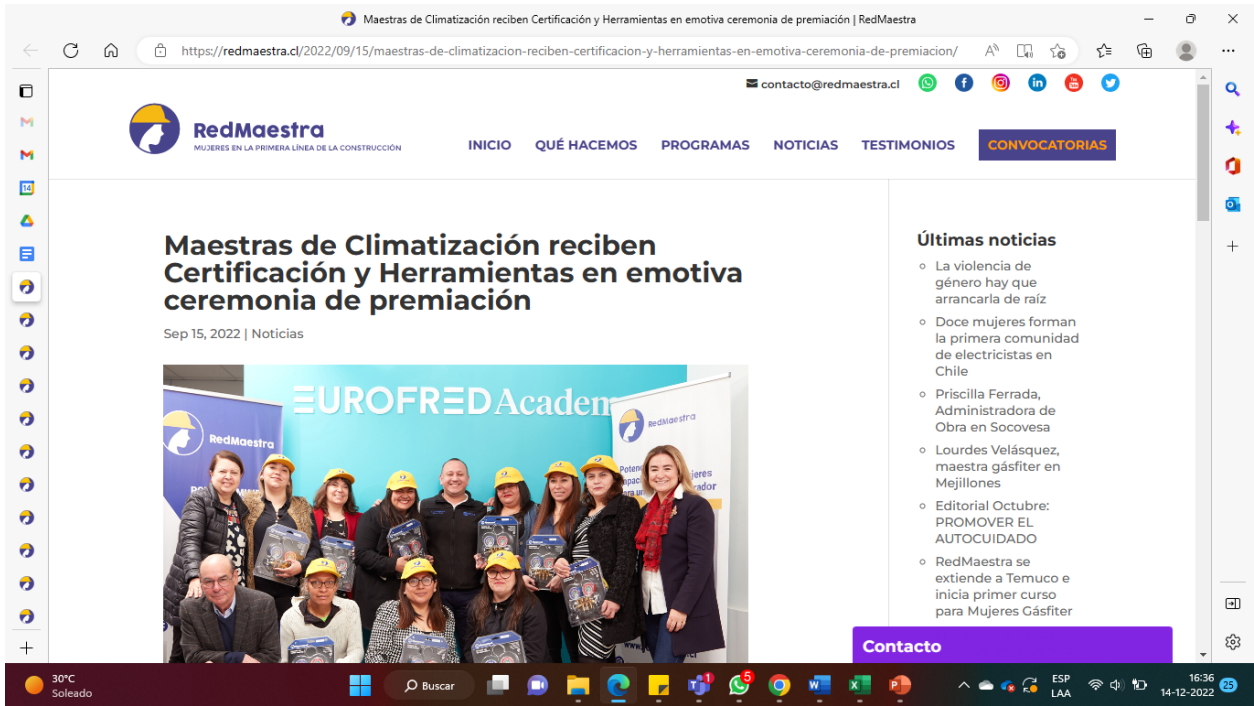 Maestras de Climatización reciben Certificación y Herramientas en emotiva ceremonia de premiación | RedMaestra
https://redmaestra.cl/2022/09/15/maestras-de-climatizacion-reciben-certificacion-y-herramientas-en-emotiva-ceremonia-de-premiacion/
contacto@redmaestra.cl
RedMaestra
MUJERES EN LA PRIMERA LÍNEA DE LA CONSTRUCCIÓN
INICIO QUÉ HACEMOS PROGRAMAS NOTICIAS TESTIMONIOS CONVOCATORIAS
14
Maestras de Climatización reciben
Certificación y Herramientas en emotiva
ceremonia de premiación
Sep 15, 2022 | Noticias
EUROFRED Academ
RedMaestra
RedMaestra
Últimas noticias
La violencia de
género hay que
arrancarla de raíz
Doce mujeres forman
la primera comunidad
de electricistas en
Chile
Priscilla Ferrada,
Administradora de
Obra en Socovesa
Lourdes Velásquez,
maestra gásfiter en
Mejillones
Editorial Octubre:
PROMOVER EL
AUTOCUIDADO
RedMaestra se
extiende a Temuco e
inicia primer curso
para Mujeres Gásfiter
Contacto
30°C
Soleado
Buscar
1
5
ESP
LAA
16:36
14-12-2022
25